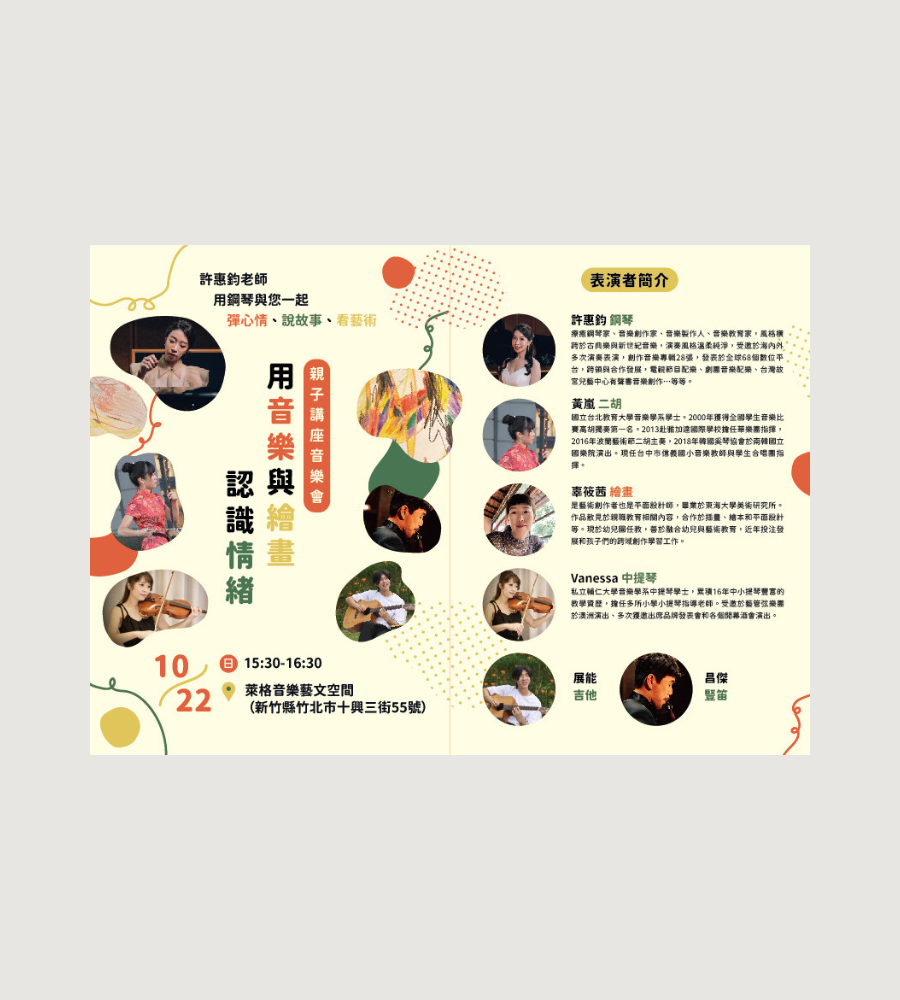 許惠鈞老師
用鋼琴與您一起
彈心情、說故事、看藝術
親子講座音樂會
用音樂與繪畫
認識情緒
10/22
日 15:30-16:30
萊格音樂藝文空間
（新竹縣竹北市十興三街55號）
表演者簡介
許惠鈞 鋼琴
療癒鋼琴家、音樂創作家、音樂製作人、音樂教育家，風格橫
跨於古典樂與新世紀音樂，演奏風格溫柔純淨，受邀於海內外
多次演奏表演，創作音樂專輯28張，發表於全球68個數位平
台，跨領與合作發展，電視節目配樂、劇團音樂配樂、台灣故
宮兒藝中心有聲書音樂創作…等等。
黃嵐 二胡
國立台北教育大學音樂學系學士。2000年獲得全國學生音樂比
賽高胡獨奏第一名。2013赴雅加達國際學校擔任華樂團指揮，
2016年波蘭藝術節二胡主奏，2018年韓國奚琴協會於南韓國立
國樂院演出。現任台中市僑義國小音樂教師與學生合唱團指
揮。
辜筱茜 繪畫
是藝術創作者也是平面設計師，畢業於東海大學美術研究所。
作品散見於親職教育相關內容，合作於插畫、繪本和平面設計
等。現於幼兒園任教，善於融合幼兒與藝術教育，近年投注發
展和孩子們的跨域創作學習工作。
Vanessa 中提琴
私立輔仁大學音樂學系中提琴學士，累積16年中小提琴豐富的
教學資歷，擔任多所小學小提琴指導老師。受邀於藝管弦樂團
於澳洲演出、多次獲邀出席品牌發表會和各個開幕酒會演出。
展能
吉他
昌傑
豎笛